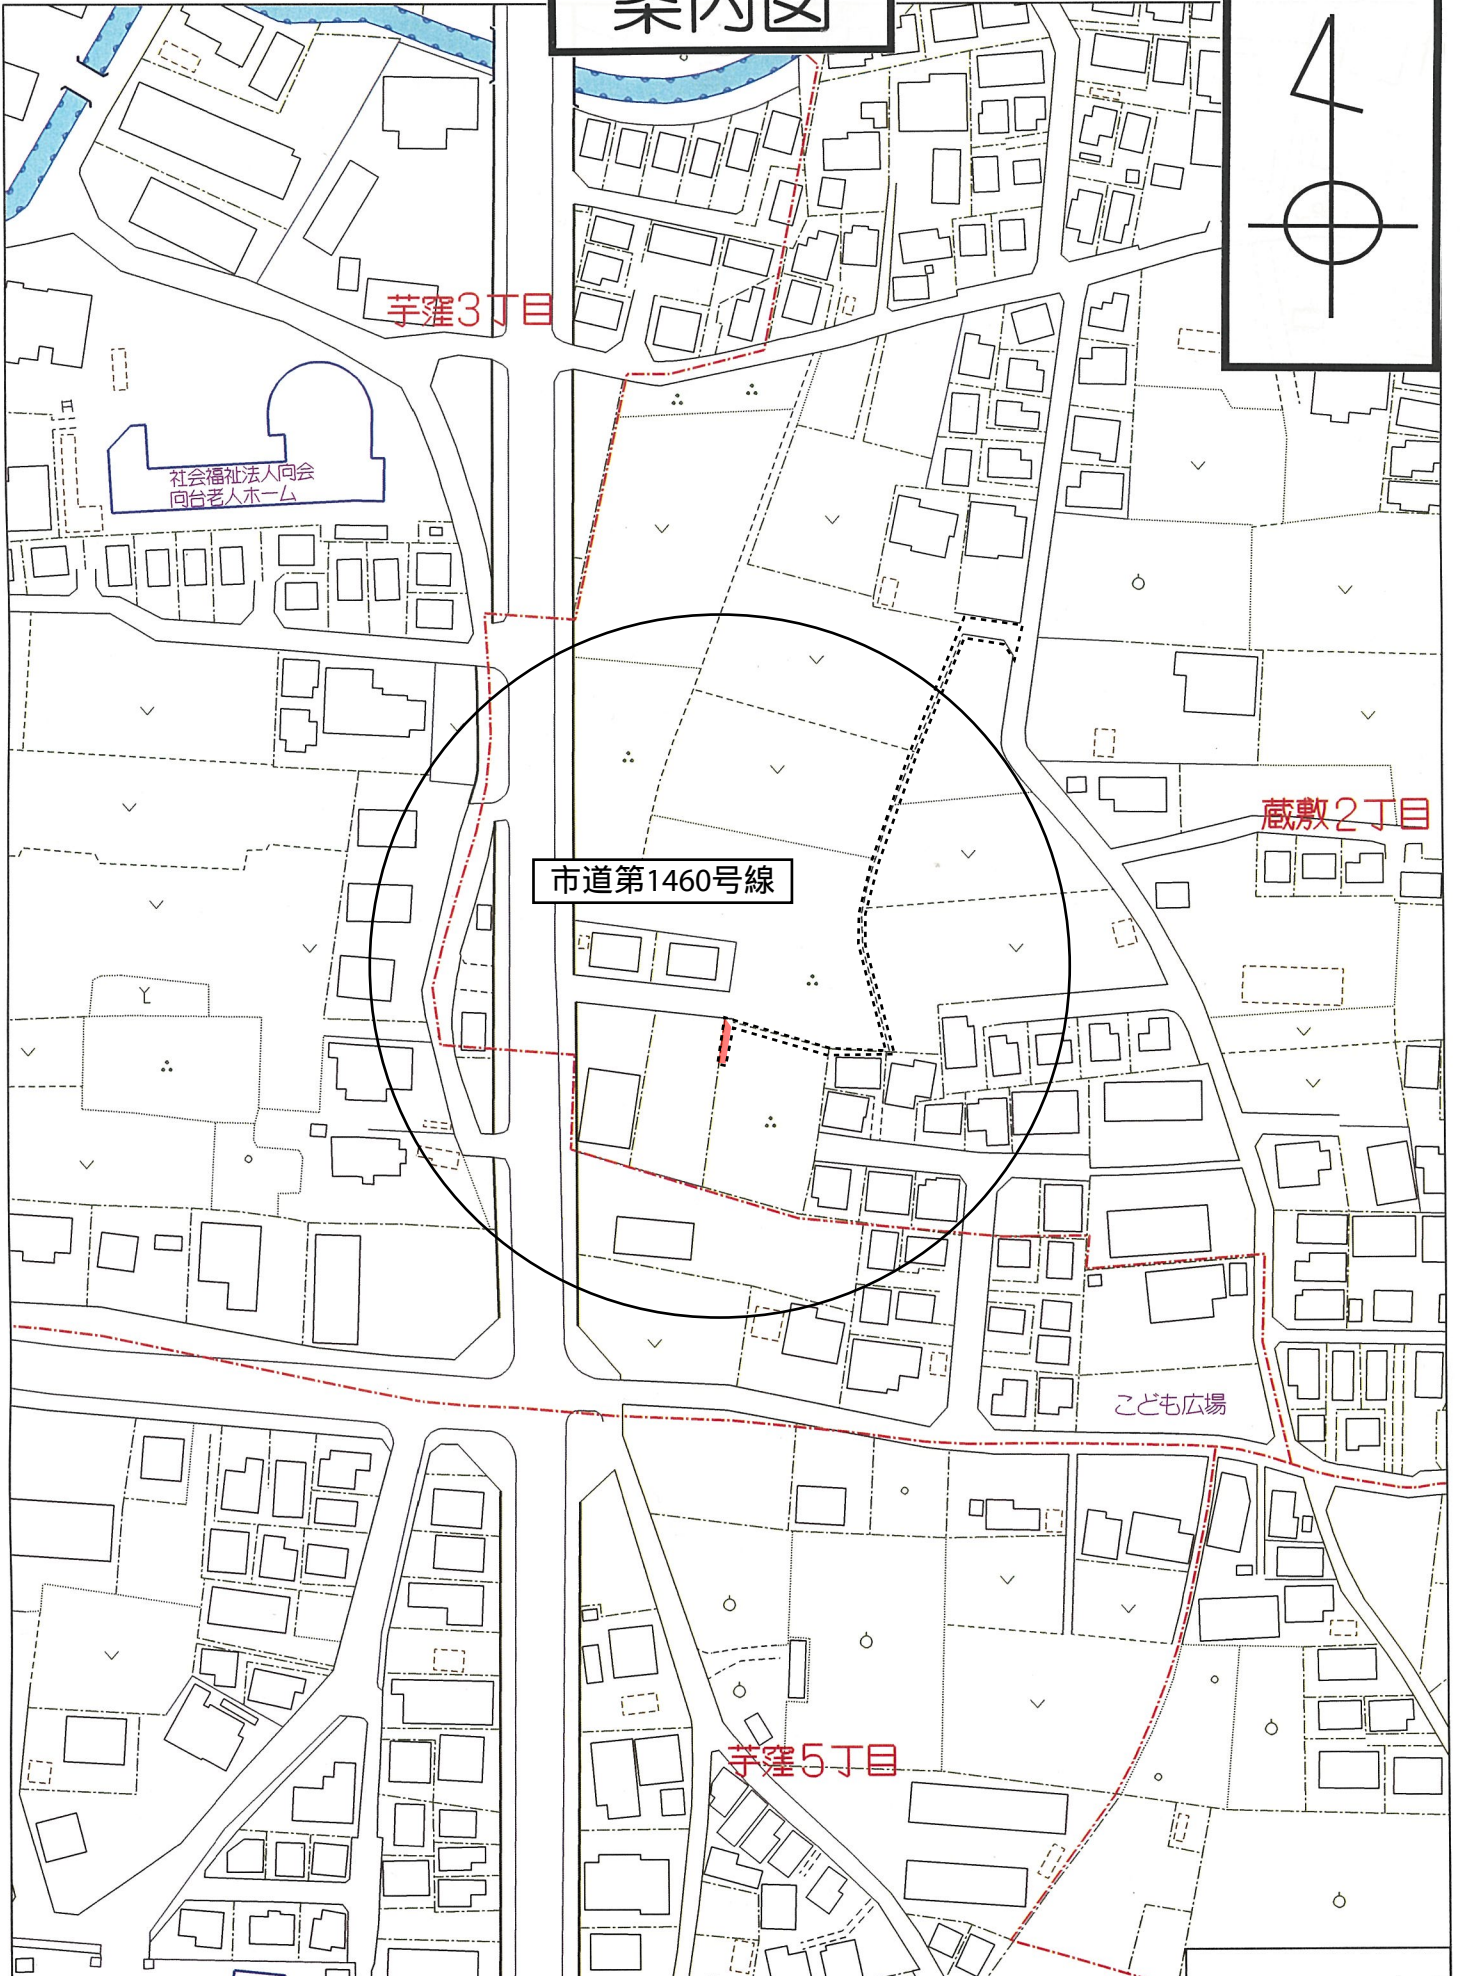 案内図
芋窪3丁目
社会福祉法人向会
向台老人ホーム
蔵敷2丁目
市道第1460号線
こども広場
芋窪5丁目